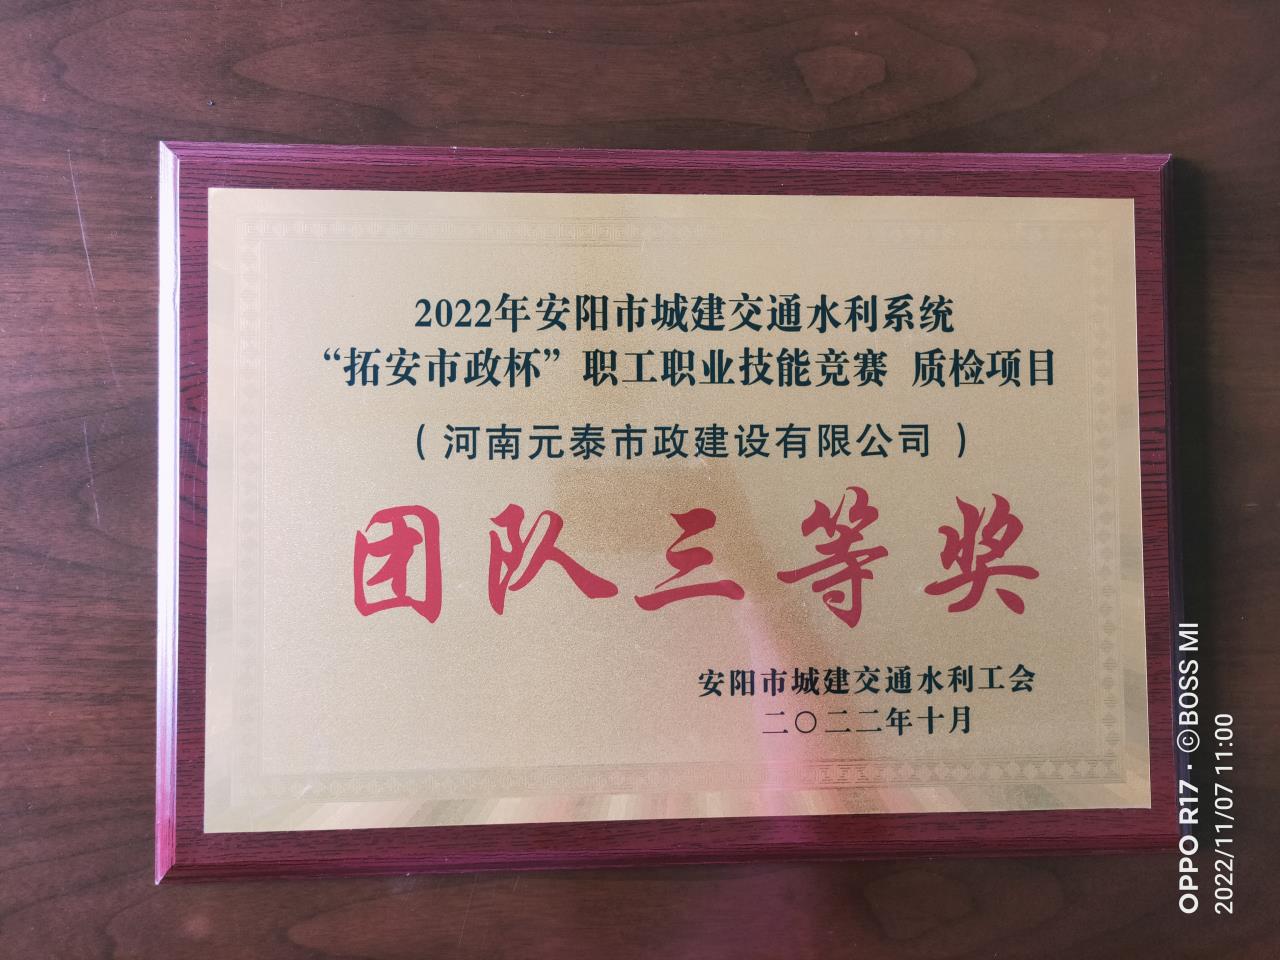 2022年安阳市城建交通水利系统
“拓安市政杯”职工职业技能竞赛 质检项目
（河南元泰市政建设有限公司）
团队三等奖
安阳市城建交通水利工会
二〇二二年十月
OPPO R17 · ©BOSS MI
2022/11/07 11:00